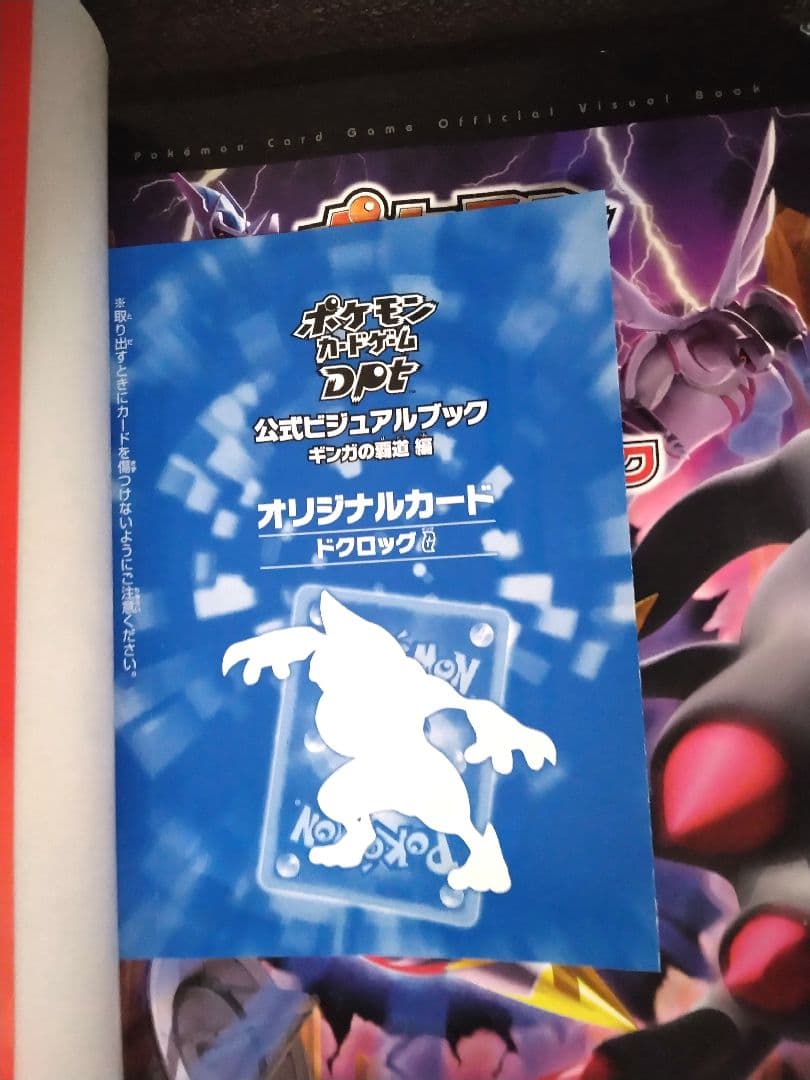 Pokémon Card Game Official Visual Book
ポケモン
カードゲーム
DPt
公式ビジュアルブック
ギンガの覇道 編
オリジナルカード
ドクロッグG
※取り出すときにカードを傷つけないようにご注意ください。
POKéMON